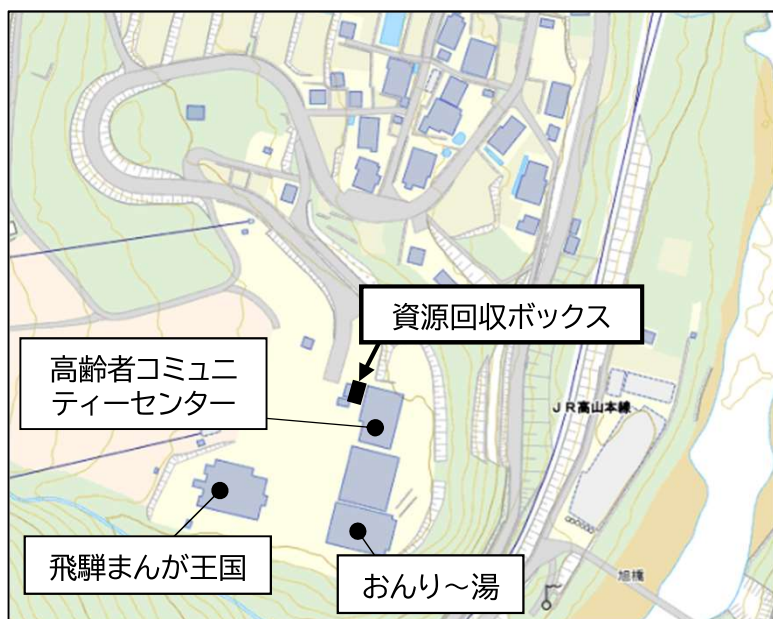 資源回収ボックス
高齢者コミュニ
ティーセンター
JR高山本線
飛騨まんが王国
おんり～湯
旭橋